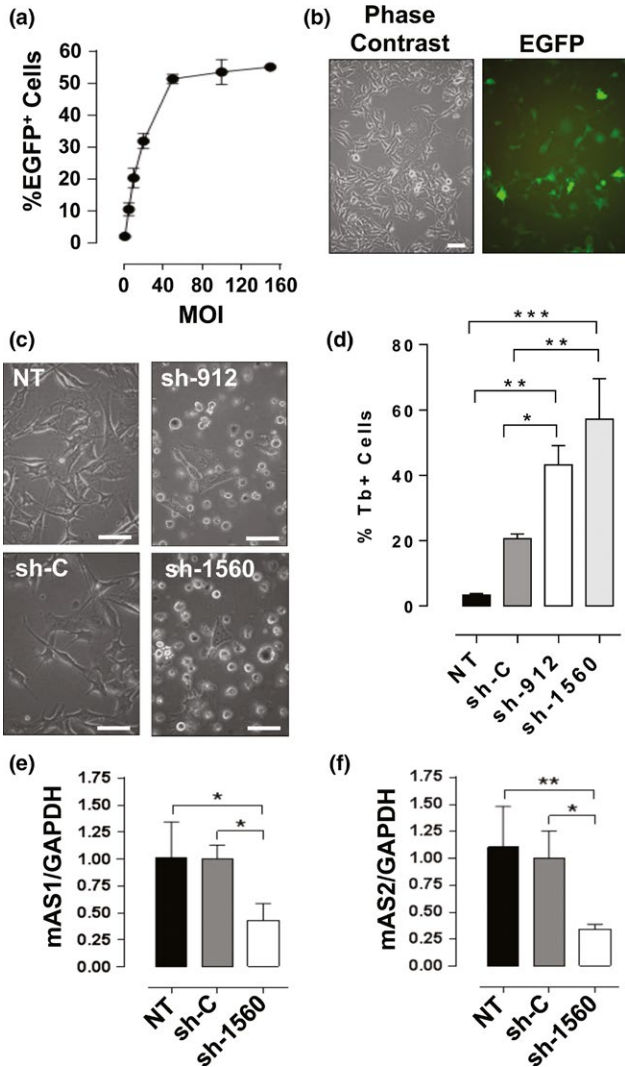 (a)
%EGFP+ Cells
60
50
40
30
20
10
0
0 40 80 120 160
MOI
(b)
Phase
Contrast
EGFP
(c)
NT
sh-912
sh-C
sh-1560
(d)
% Tb+ Cells
80
60
40
20
0
***
**
**
*
NT
sh-C
sh-912
sh-1560
(e)
mAS1/GAPDH
1.75
1.50
1.25
1.00
0.75
0.50
0.25
0.00
*
*
NT
sh-C
sh-1560
(f)
mAS2/GAPDH
1.75
1.50
1.25
1.00
0.75
0.50
0.25
0.00
**
*
NT
sh-C
sh-1560